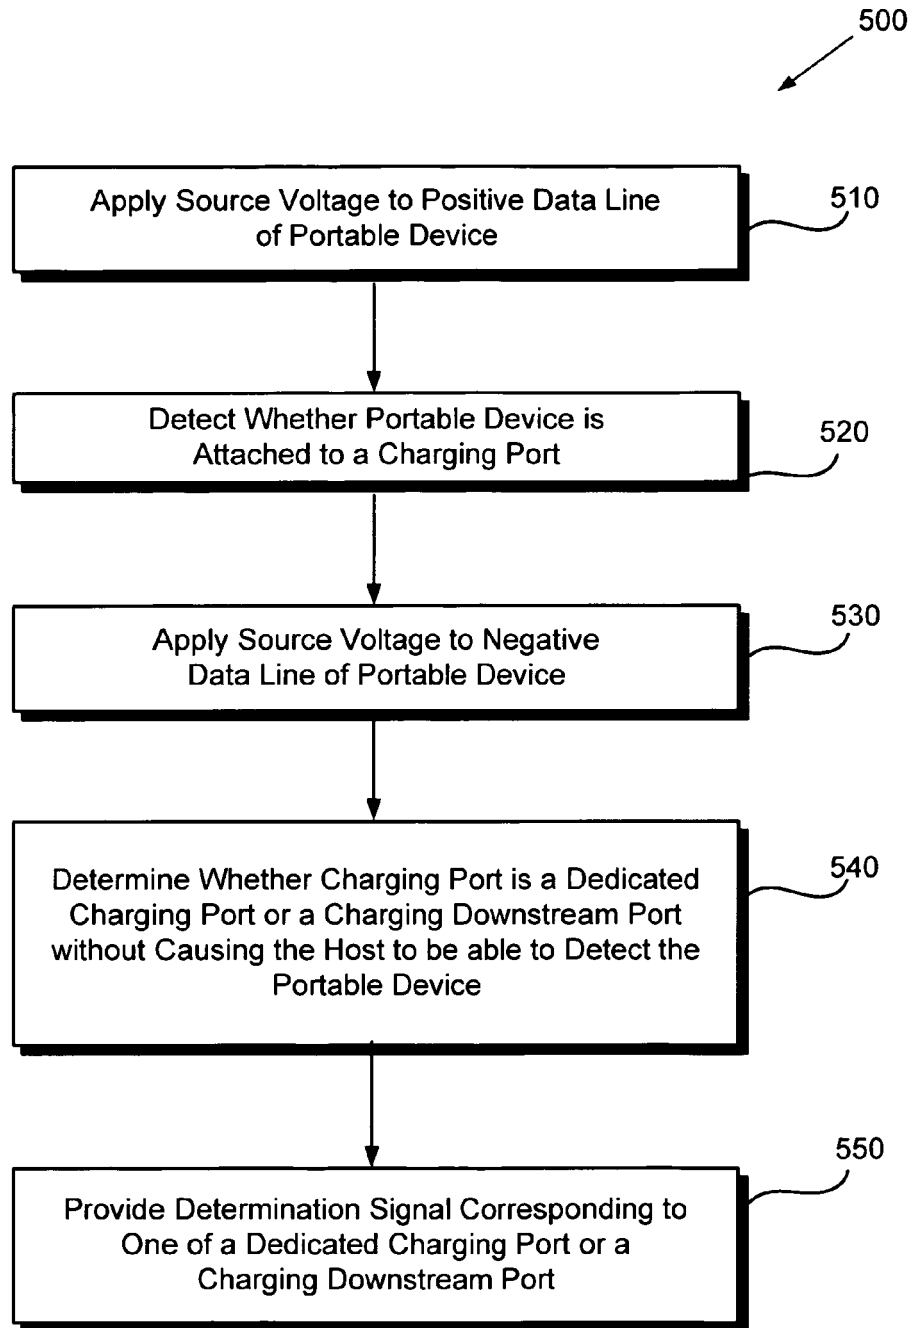 500
Apply Source Voltage to Positive Data Line
of Portable Device
510
Detect Whether Portable Device is
Attached to a Charging Port
520
Apply Source Voltage to Negative
Data Line of Portable Device
530
Determine Whether Charging Port is a Dedicated
Charging Port or a Charging Downstream Port
without Causing the Host to be able to Detect the
Portable Device
540
Provide Determination Signal Corresponding to
One of a Dedicated Charging Port or a
Charging Downstream Port
550